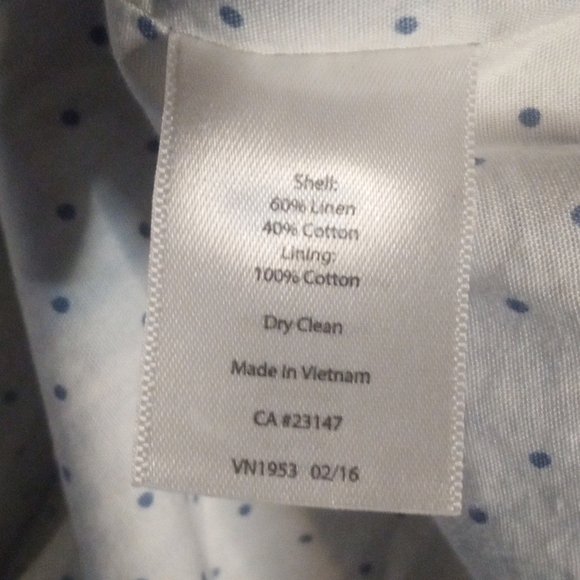 Shell:
60% Linen
40% Cotton
Lining:
100% Cotton
Dry Clean
Made in Vietnam
CA #23147
VN1953 02/16